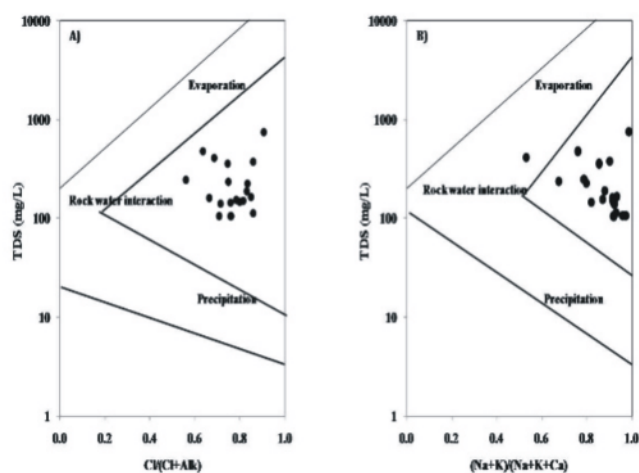 A)
10000
1000
100
10
1
TDS (mg/L)
Evaporation
Rock water interaction
Precipitation
0.0 0.2 0.4 0.6 0.8 1.0
Cl/(Cl+Alk)
B)
10000
1000
100
10
1
TDS (mg/L)
Evaporation
Rock water interaction
Precipitation
0.0 0.2 0.4 0.6 0.8 1.0
(Na+K)/(Na+K+Ca)